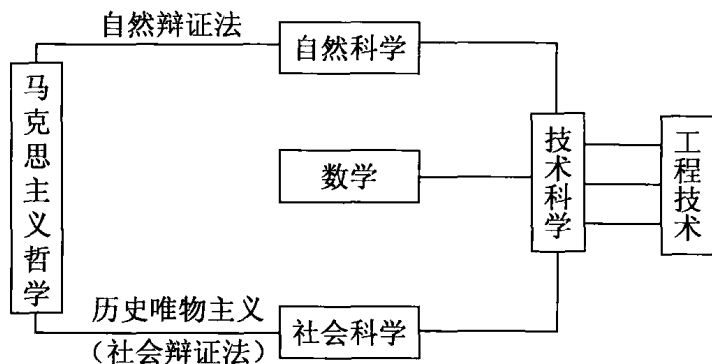 自然辩证法
自然科学
马克思主义哲学
数学
技术科学
工程技术
历史唯物主义
（社会辩证法）
社会科学